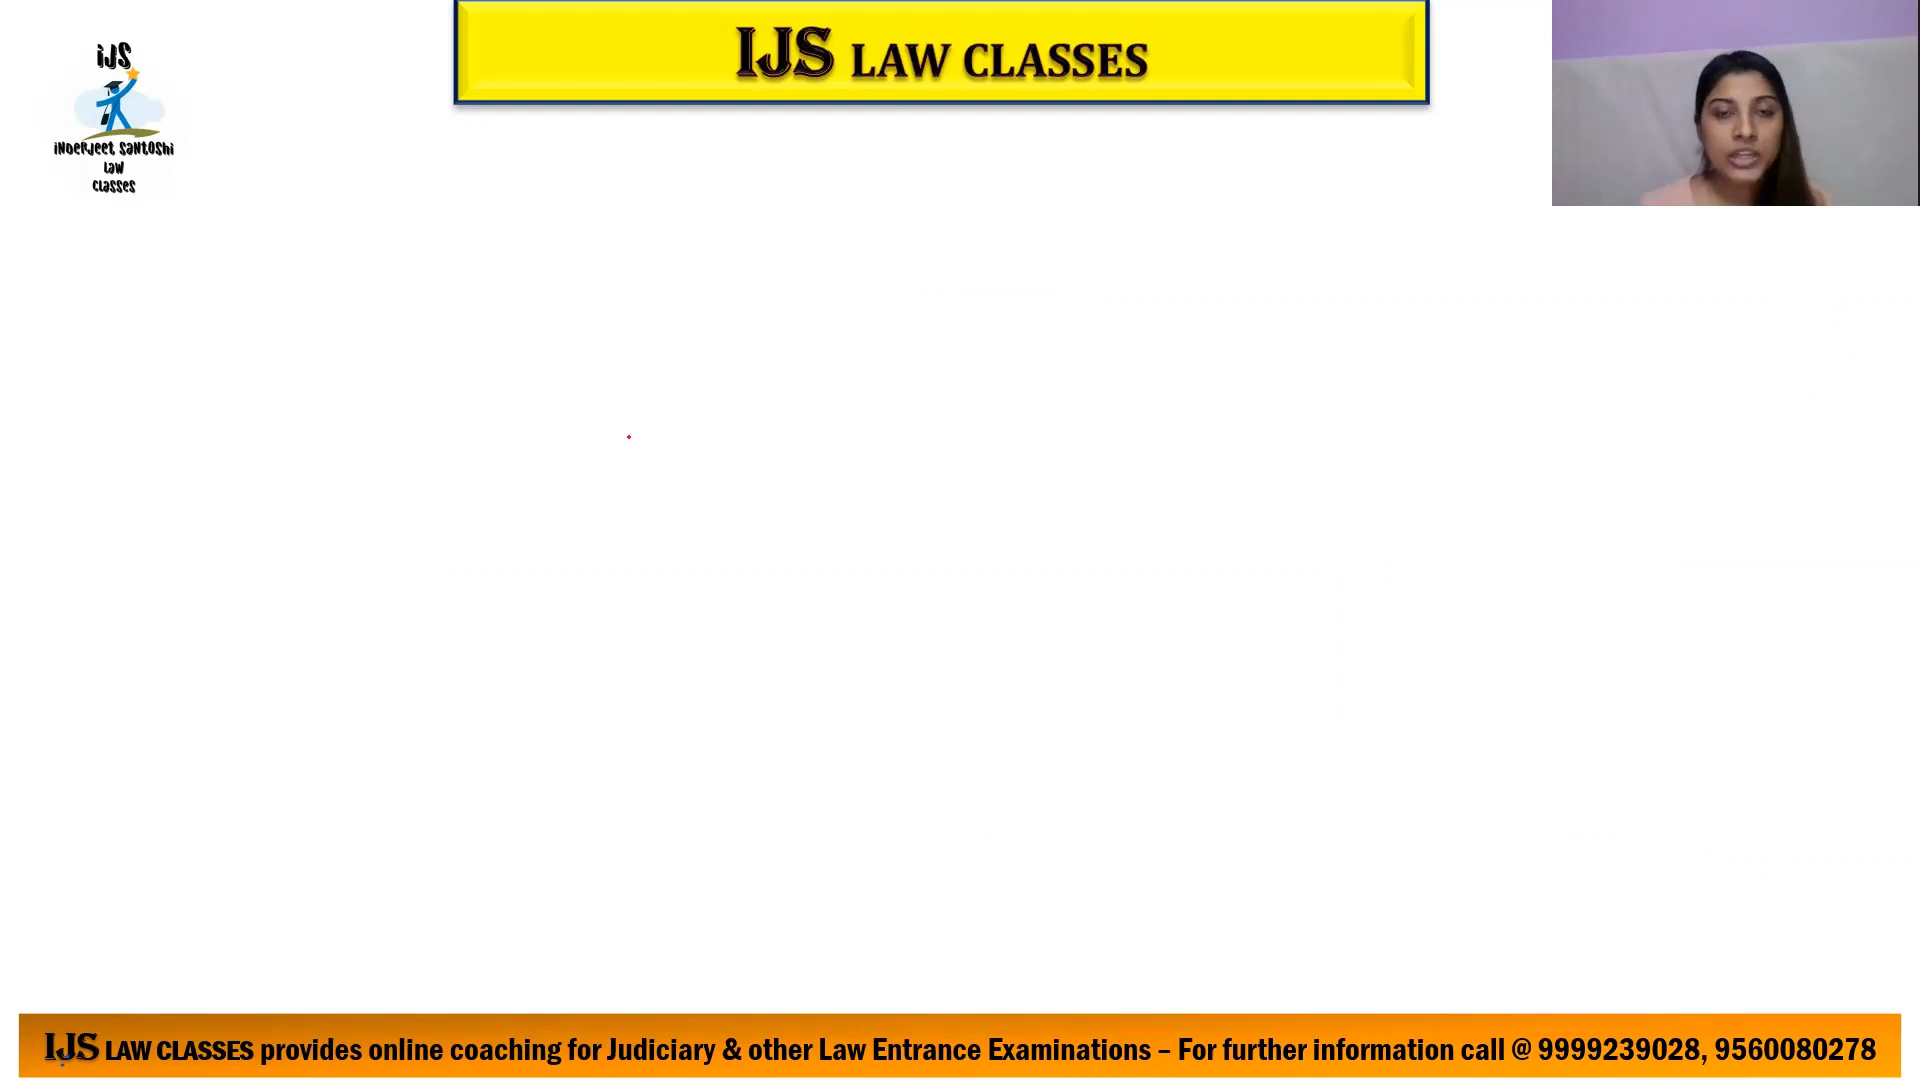 IJS LAW CLASSES
IJS
INDERJEET SANTOSHI
LAW
CLASSES
IJS LAW CLASSES provides online coaching for Judiciary & other Law Entrance Examinations – For further information call @ 9999239028, 9560080278